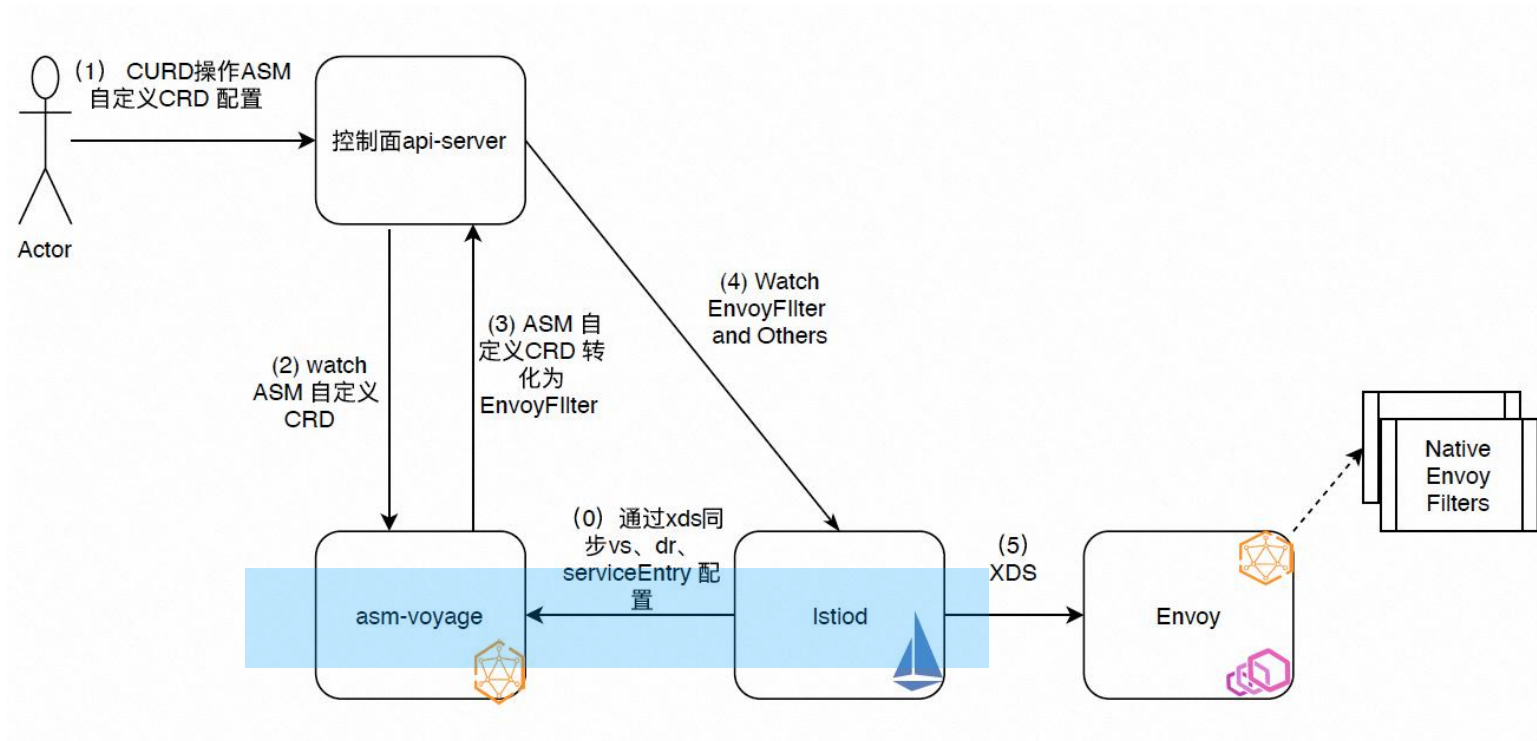 （1） CURD操作ASM
自定义CRD 配置
控制面api-server
Actor
(4) Watch
EnvoyFIlter
and Others
(3) ASM 自
定义CRD 转
化为
EnvoyFIlter
(2) watch
ASM 自定义
CRD
Native
Envoy
Filters
（0）通过xds同
步vs、dr、
serviceEntry 配
置
（5）
XDS
asm-voyage
Istiod
Envoy